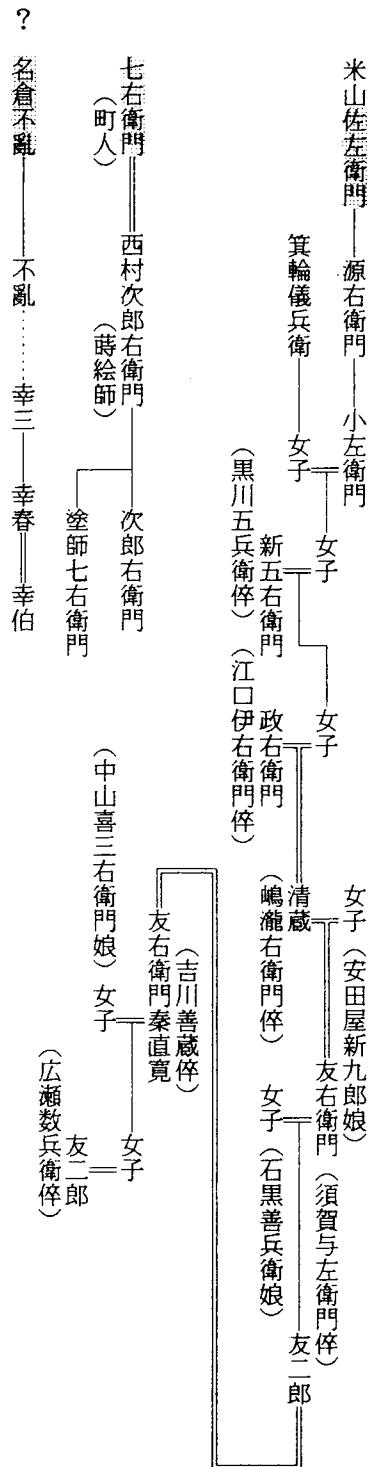 米山佐左衛門
源右衛門
小左衛門
箕輪儀兵衛
女子
女子
新五右衛門
(黒川五兵衛倅)
女子
政右衛門
(江口伊右衛門倅)
清蔵
(嶋瀧右衛門倅)
女子(安田屋新九郎娘)
友右衛門(須賀与左衛門倅)
女子(石黒善兵衛娘)
友二郎
友右衛門秦直寛
(吉川善蔵倅)
女子
(中山喜三右衛門娘)
女子
友二郎
(広瀬数兵衛倅)
七右衛門
(町人)
西村次郎右衛門
(蒔絵師)
次郎右衛門
塗師七右衛門
?
名倉不亂
不亂
幸三
幸春
幸伯